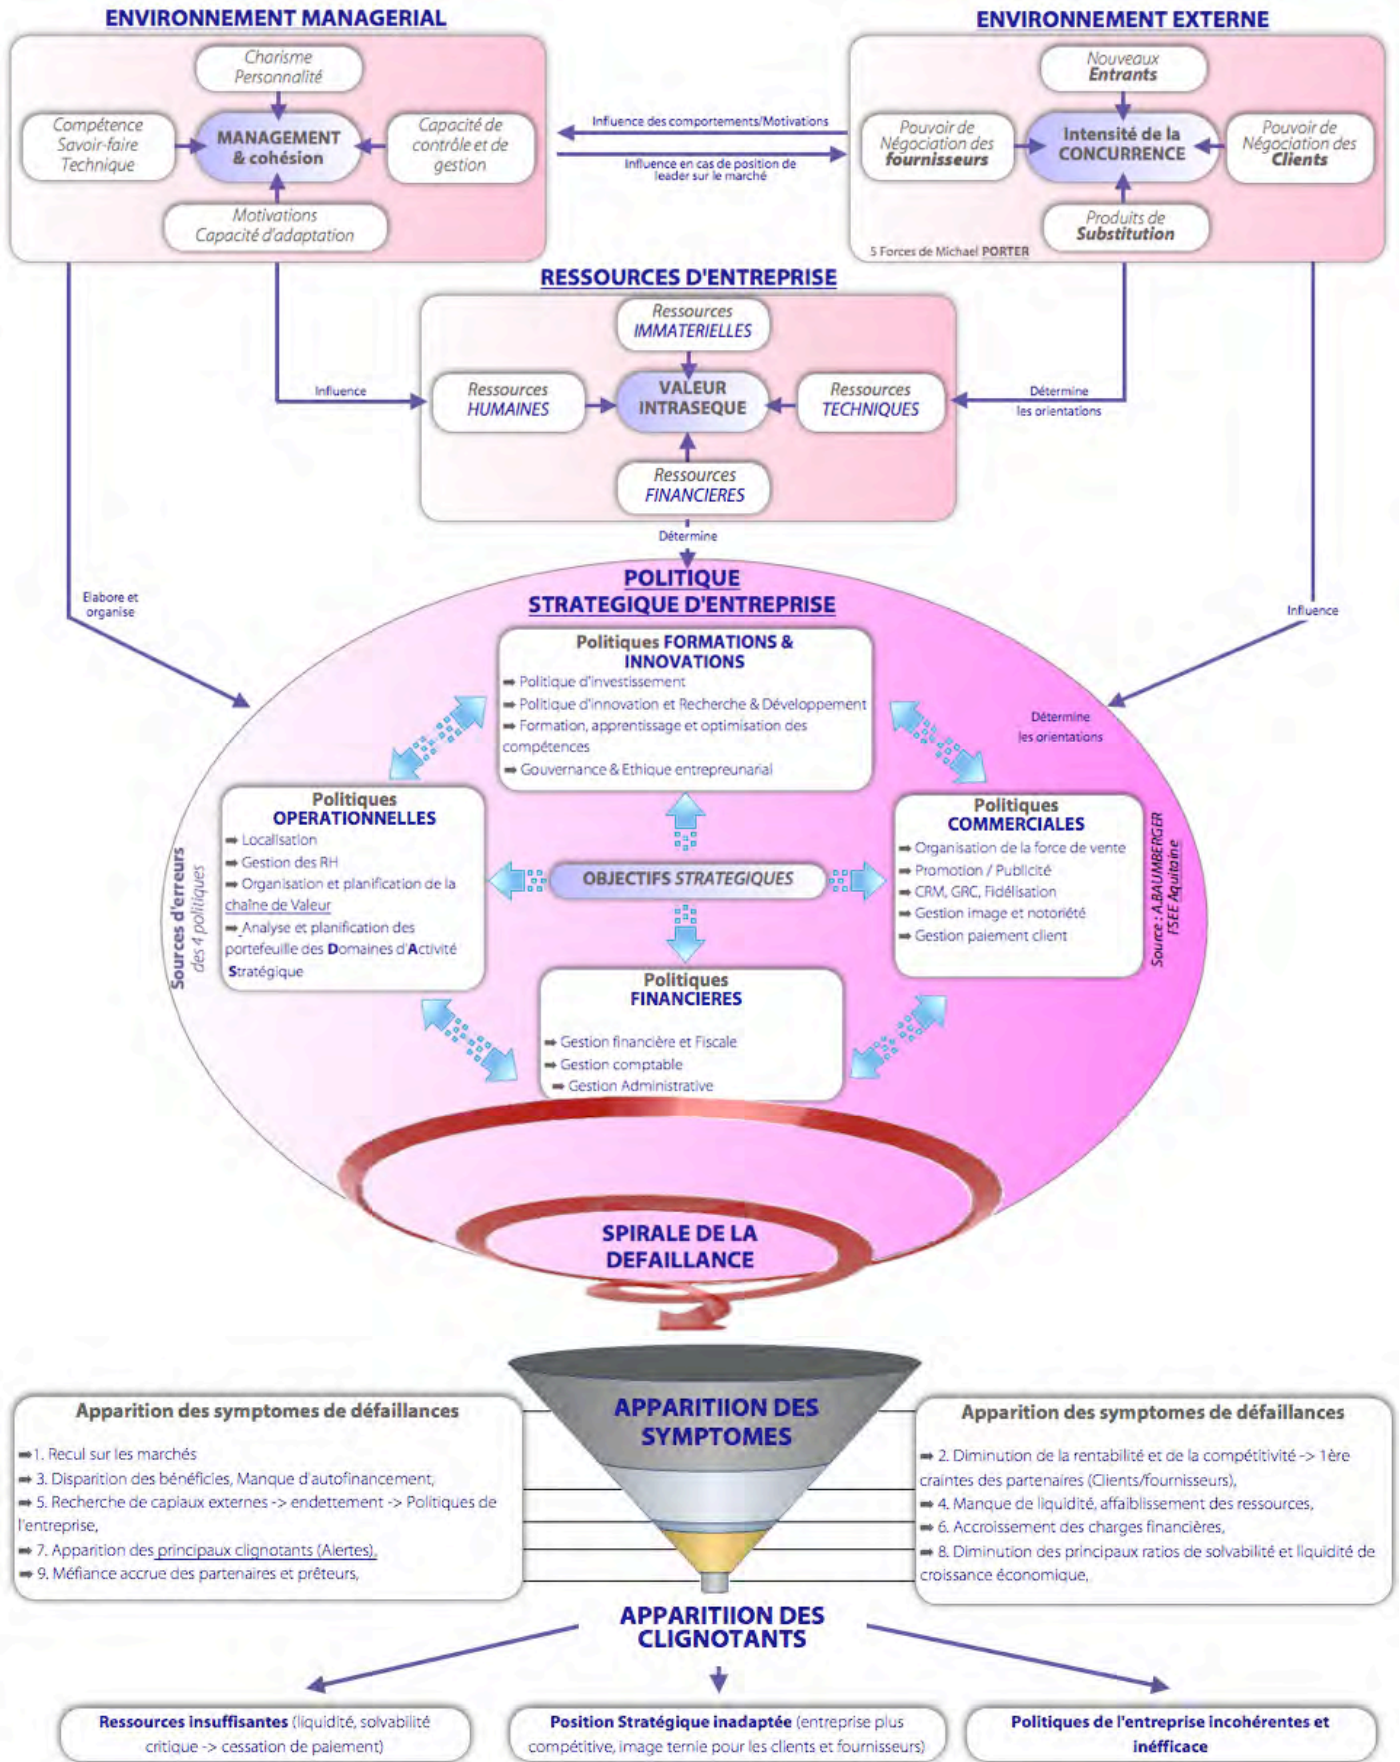 ENVIRONNEMENT MANAGERIAL
Charisme
Personnalité
Compétence
Savoir-faire
Technique
MANAGEMENT
& cohésion
Capacité de
contrôle et de
gestion
Motivations
Capacité d'adaptation
Influence des comportements/Motivations
Influence en cas de position de
leader sur le marché
ENVIRONNEMENT EXTERNE
Nouveaux
Entrants
Pouvoir de
Négociation des
fournisseurs
Intensité de la
CONCURRENCE
Pouvoir de
Négociation des
Clients
Produits de
Substitution
5 Forces de Michael PORTER
RESSOURCES D'ENTREPRISE
Ressources
IMMATERIELLES
Ressources
HUMAINES
VALEUR
INTRASEQUE
Ressources
TECHNIQUES
Ressources
FINANCIERES
Influence
Détermine
les orientations
Détermine
Elabore et
organise
Influence
POLITIQUE
STRATEGIQUE D'ENTREPRISE
Politiques FORMATIONS &
INNOVATIONS
➡ Politique d'investissement
➡ Politique d'innovation et Recherche & Développement
➡ Formation, apprentissage et optimisation des
compétences
➡ Gouvernance & Ethique entrepreunarial
Détermine
les orientations
Politiques
OPERATIONNELLES
➡ Localisation
➡ Gestion des RH
➡ Organisation et planification de la
chaîne de Valeur
➡ Analyse et planification des
portefeuille des Domaines d'Activité
Stratégique
OBJECTIFS STRATEGIQUES
Politiques
COMMERCIALES
➡ Organisation de la force de vente
➡ Promotion / Publicité
➡ CRM, GRC, Fidélisation
➡ Gestion image et notoriété
➡ Gestion paiement client
Sources d'erreurs
des 4 politiques
Source : A.BAUMBERGER
FSEE Aquitaine
Politiques
FINANCIERES
➡ Gestion financière et Fiscale
➡ Gestion comptable
➡ Gestion Administrative
SPIRALE DE LA
DEFAILLANCE
APPARITIION DES
SYMPTOMES
Apparition des symptomes de défaillances
➡ 1. Recul sur les marchés
➡ 3. Disparition des bénéficies, Manque d'autofinancement,
➡ 5. Recherche de capiaux externes -> endettement -> Politiques de
l'entreprise,
➡ 7. Apparition des principaux clignotants (Alertes),
➡ 9. Méfiance accrue des partenaires et prêteurs,
Apparition des symptomes de défaillances
➡ 2. Diminution de la rentabilité et de la compétitivité -> 1ère
craintes des partenaires (Clients/fournisseurs),
➡ 4. Manque de liquidité, affaiblissement des ressources,
➡ 6. Accroissement des charges financières,
➡ 8. Diminution des principaux ratios de solvabilité et liquidité de
croissance économique,
APPARITIION DES
CLIGNOTANTS
Ressources insuffisantes (liquidité, solvabilité
critique -> cessation de paiement)
Position Stratégique inadaptée (entreprise plus
compétitive, image ternie pour les clients et fournisseurs)
Politiques de l'entreprise incohérentes et
inéfficace